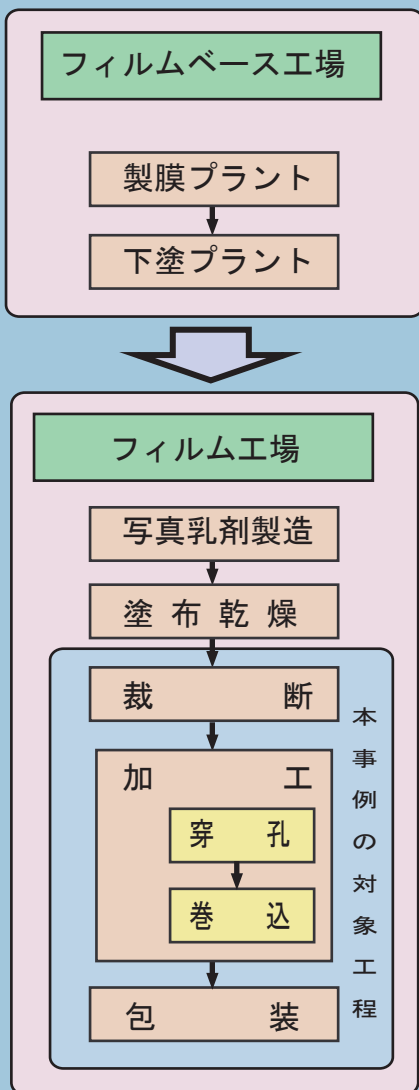 フィルムベース工場
製膜プラント
下塗プラント
フィルム工場
写真乳剤製造
塗布乾燥
裁断
加工
穿孔
巻込
包装
本事例の対象工程